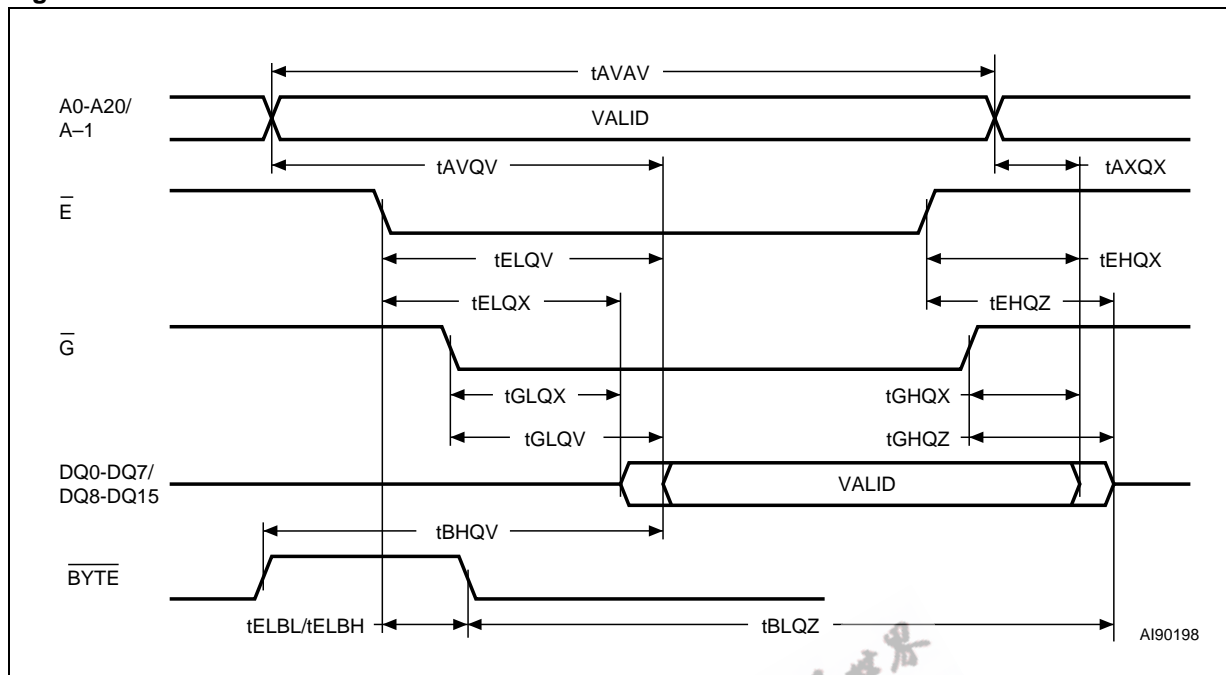 tAVAV
A0-A20/
A–1
VALID
tAVQV
tAXQX
E
tELQV
tEHQX
tELQX
tEHQZ
G
tGLQX
tGHQX
tGLQV
tGHQZ
DQ0-DQ7/
DQ8-DQ15
VALID
tBHQV
BYTE
tELBL/tELBH
tBLQZ
AI90198